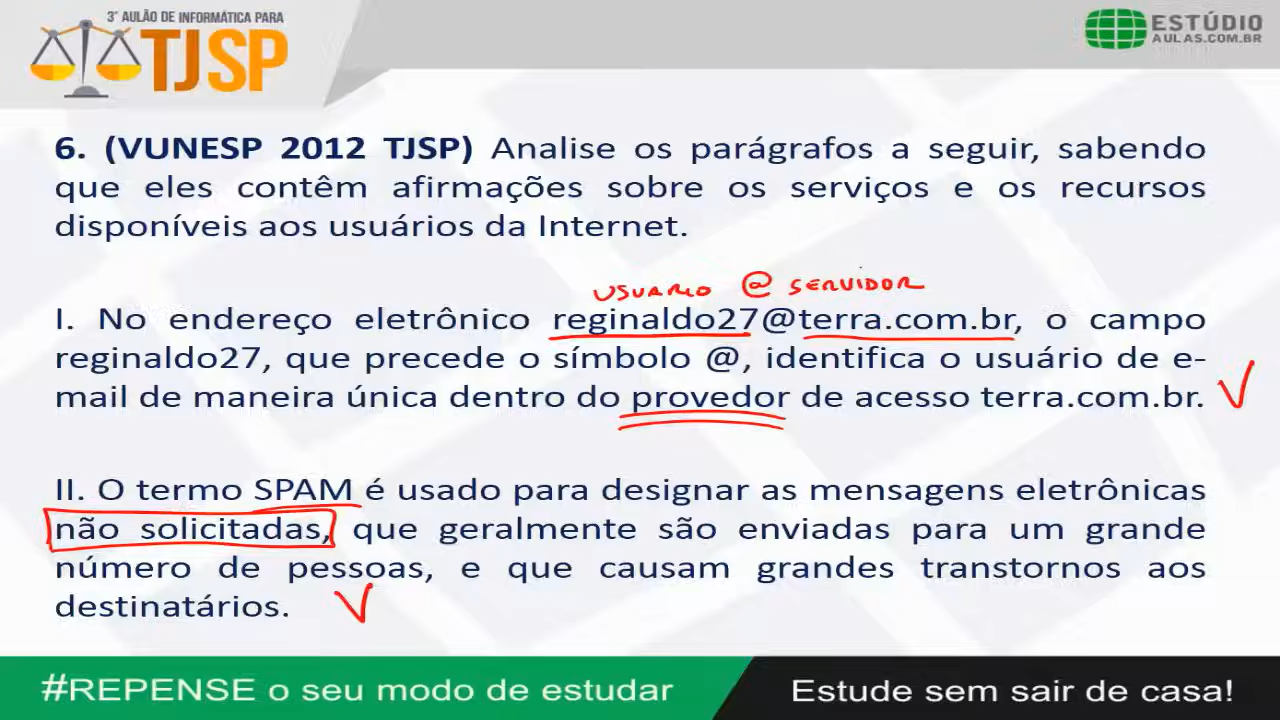 3° AULÃO DE INFORMÁTICA PARA
TJSP
ESTÚDIO
AULAS.COM.BR
6. (VUNESP 2012 TJSP) Analise os parágrafos a seguir, sabendo
que eles contêm afirmações sobre os serviços e os recursos
disponíveis aos usuários da Internet.
USUARIO @ SERVIDOR
I. No endereço eletrônico reginaldo27@terra.com.br, o campo
reginaldo27, que precede o símbolo @, identifica o usuário de e-
mail de maneira única dentro do provedor de acesso terra.com.br.
II. O termo SPAM é usado para designar as mensagens eletrônicas
não solicitadas, que geralmente são enviadas para um grande
número de pessoas, e que causam grandes transtornos aos
destinatários.
#REPENSE o seu modo de estudar
Estude sem sair de casa!